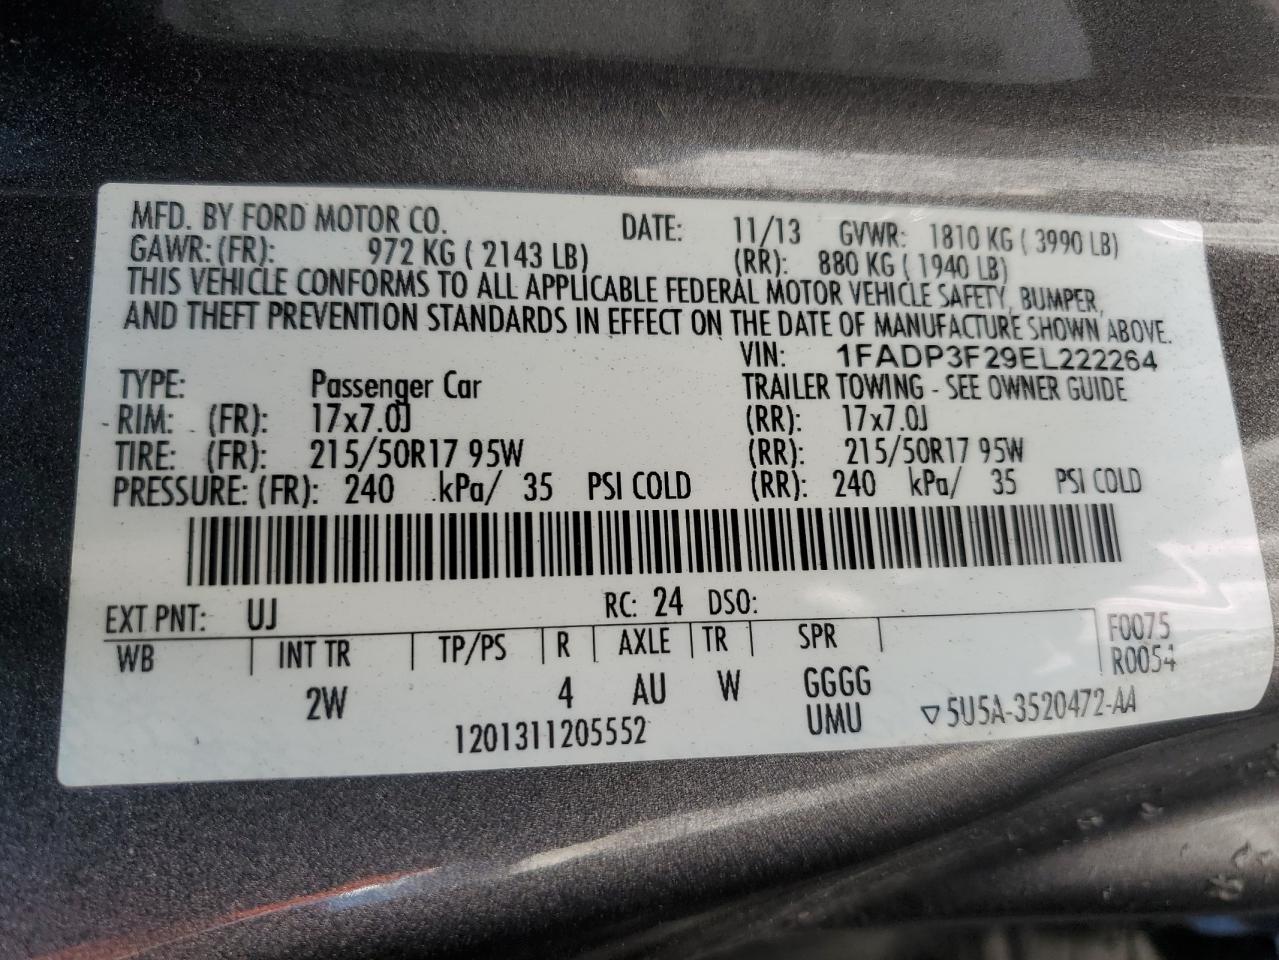 MFD. BY FORD MOTOR CO. DATE: 11/13 GVWR: 1810 KG ( 3990 LB)
GAWR: (FR): 972 KG ( 2143 LB) (RR): 880 KG ( 1940 LB)
THIS VEHICLE CONFORMS TO ALL APPLICABLE FEDERAL MOTOR VEHICLE SAFETY, BUMPER,
AND THEFT PREVENTION STANDARDS IN EFFECT ON THE DATE OF MANUFACTURE SHOWN ABOVE.
VIN: 1FADP3F29EL222264
TYPE: Passenger Car TRAILER TOWING - SEE OWNER GUIDE
RIM: (FR): 17x7.0J (RR): 17x7.0J
TIRE: (FR): 215/50R17 95W (RR): 215/50R17 95W
PRESSURE: (FR): 240 kPa/ 35 PSI COLD (RR): 240 kPa/ 35 PSI COLD
EXT PNT: UJ RC: 24 DSO:
WB INT TR TP/PS R AXLE TR SPR F0075
R0054
2W 4 AU W GGGG
1201311205552 UMU ▽5U5A-3520472-AA